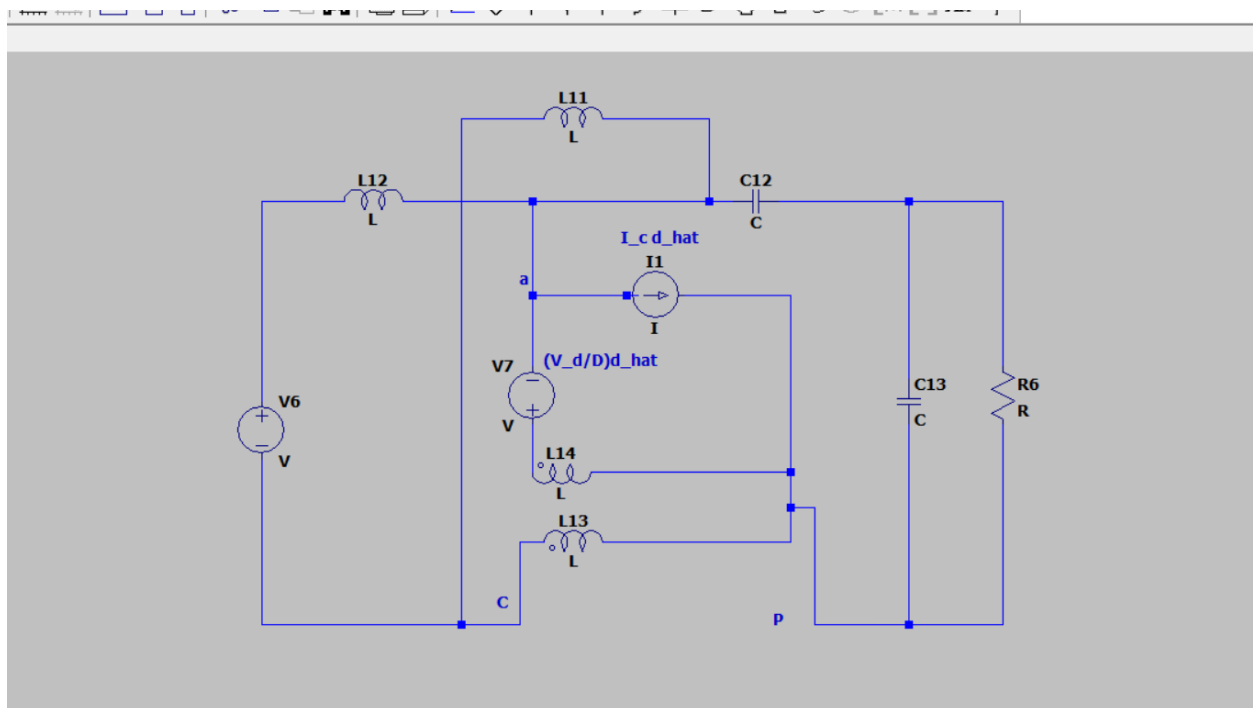 L11
L
L12
L
C12
C
I_c d_hat
I1
a
I
V7
(V_d/D)d_hat
V
V6
V
C13
C
R6
R
L14
L
L13
L
C
p